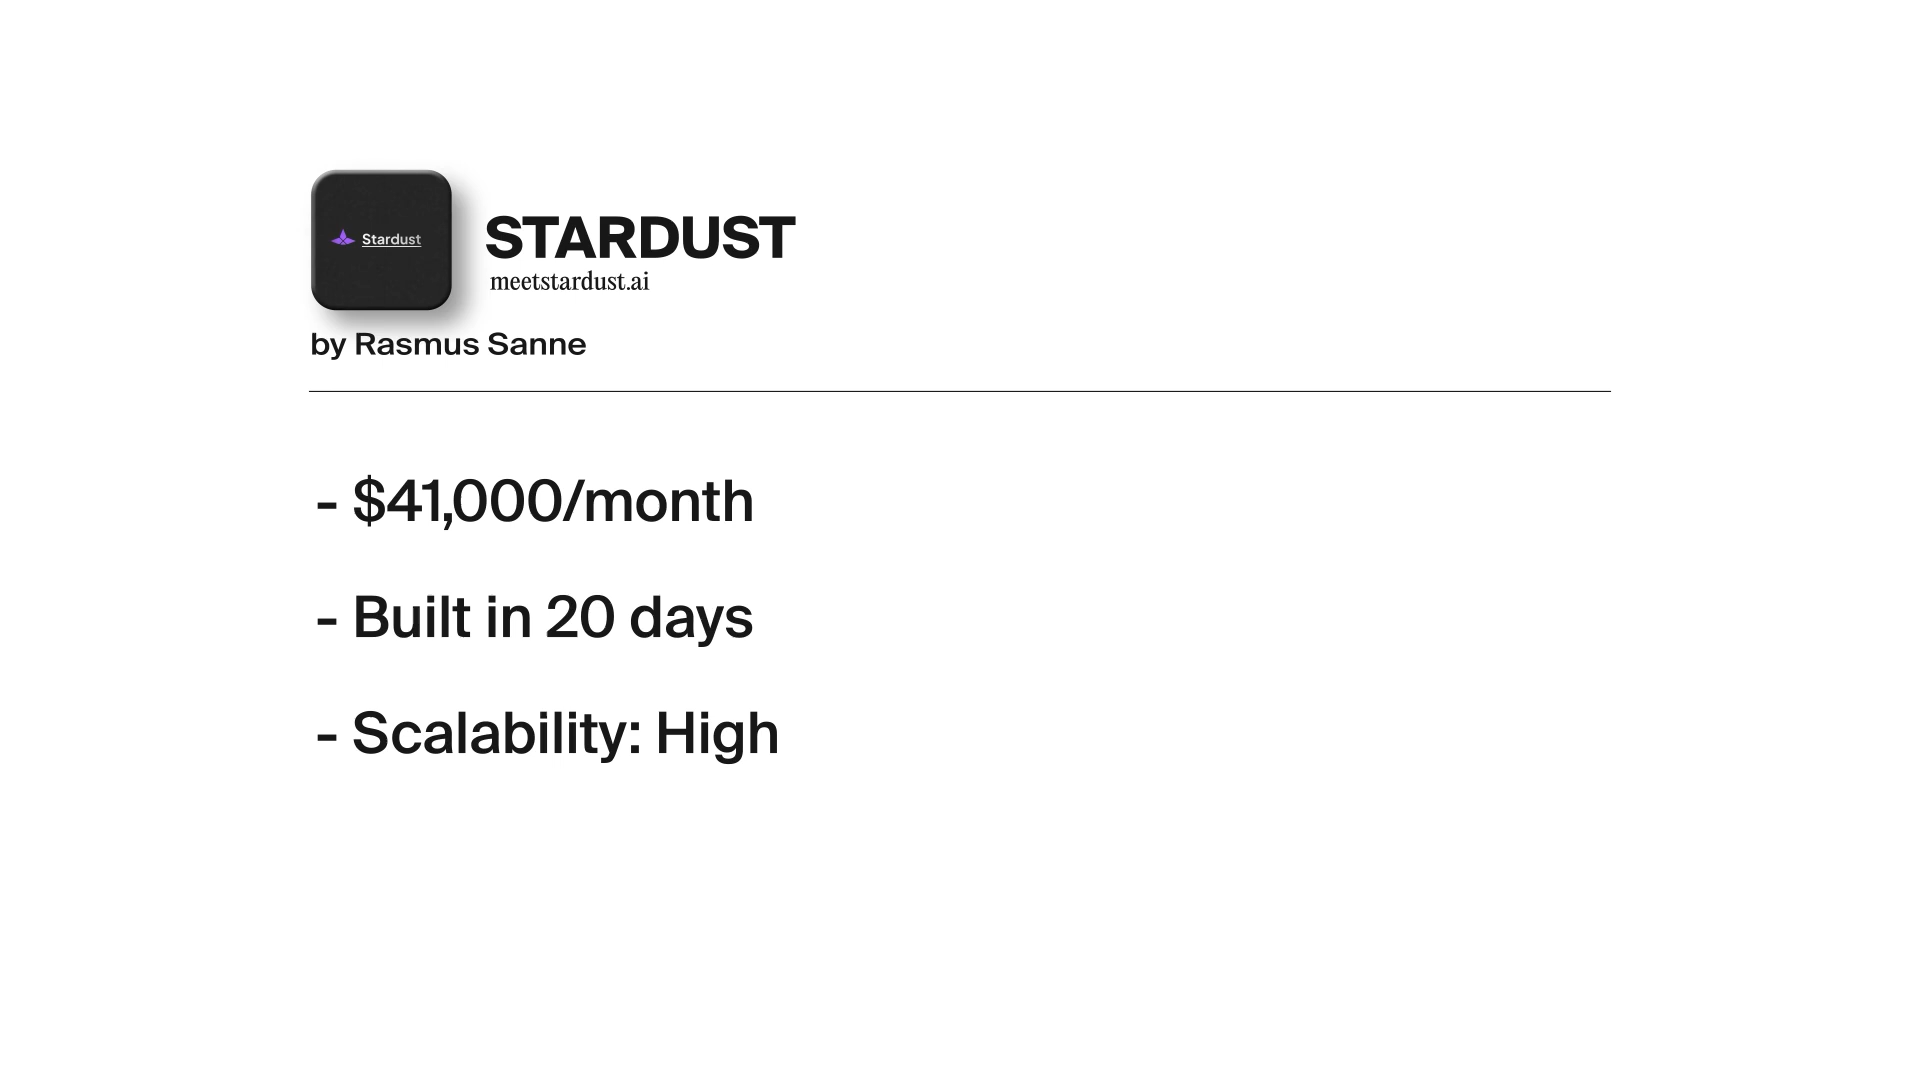 Stardust
STARDUST
meetstardust.ai
by Rasmus Sanne
- $41,000/month
- Built in 20 days
- Scalability: High